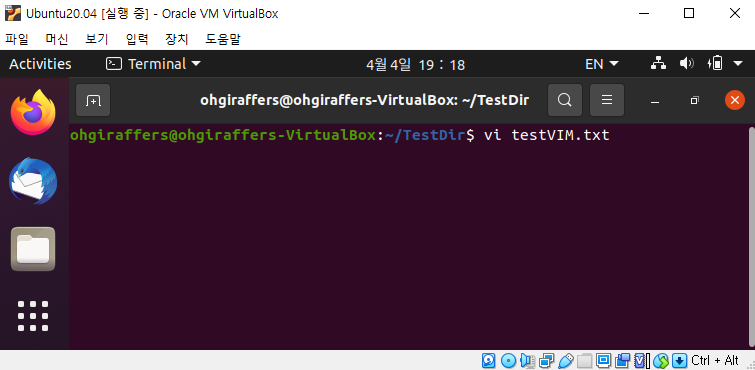 Ubuntu20.04 [실행 중] - Oracle VM VirtualBox
파일 머신 보기 입력 장치 도움말
Activities Terminal 4월 4일 19 : 18 EN
ohgiraffers@ohgiraffers-VirtualBox: ~/TestDir
ohgiraffers@ohgiraffers-VirtualBox:~/TestDir$ vi testVIM.txt
Ctrl + Alt